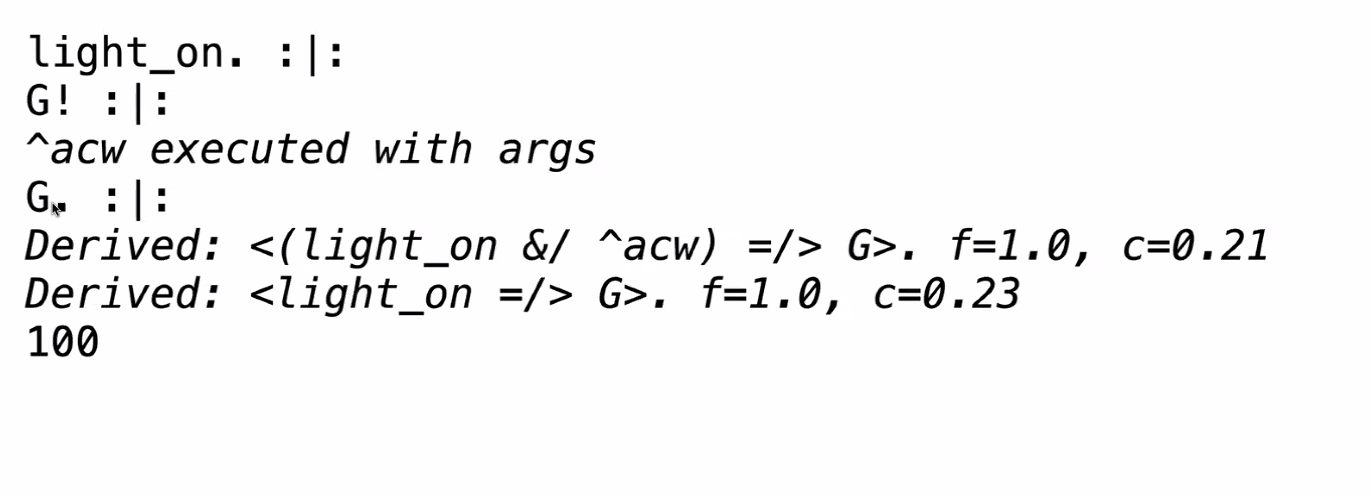 light_on. :|:
G! :|:
^acw executed with args
G. :|:
Derived: <(light_on &/ ^acw) =/> G>. f=1.0, c=0.21
Derived: <light_on =/> G>. f=1.0, c=0.23
100